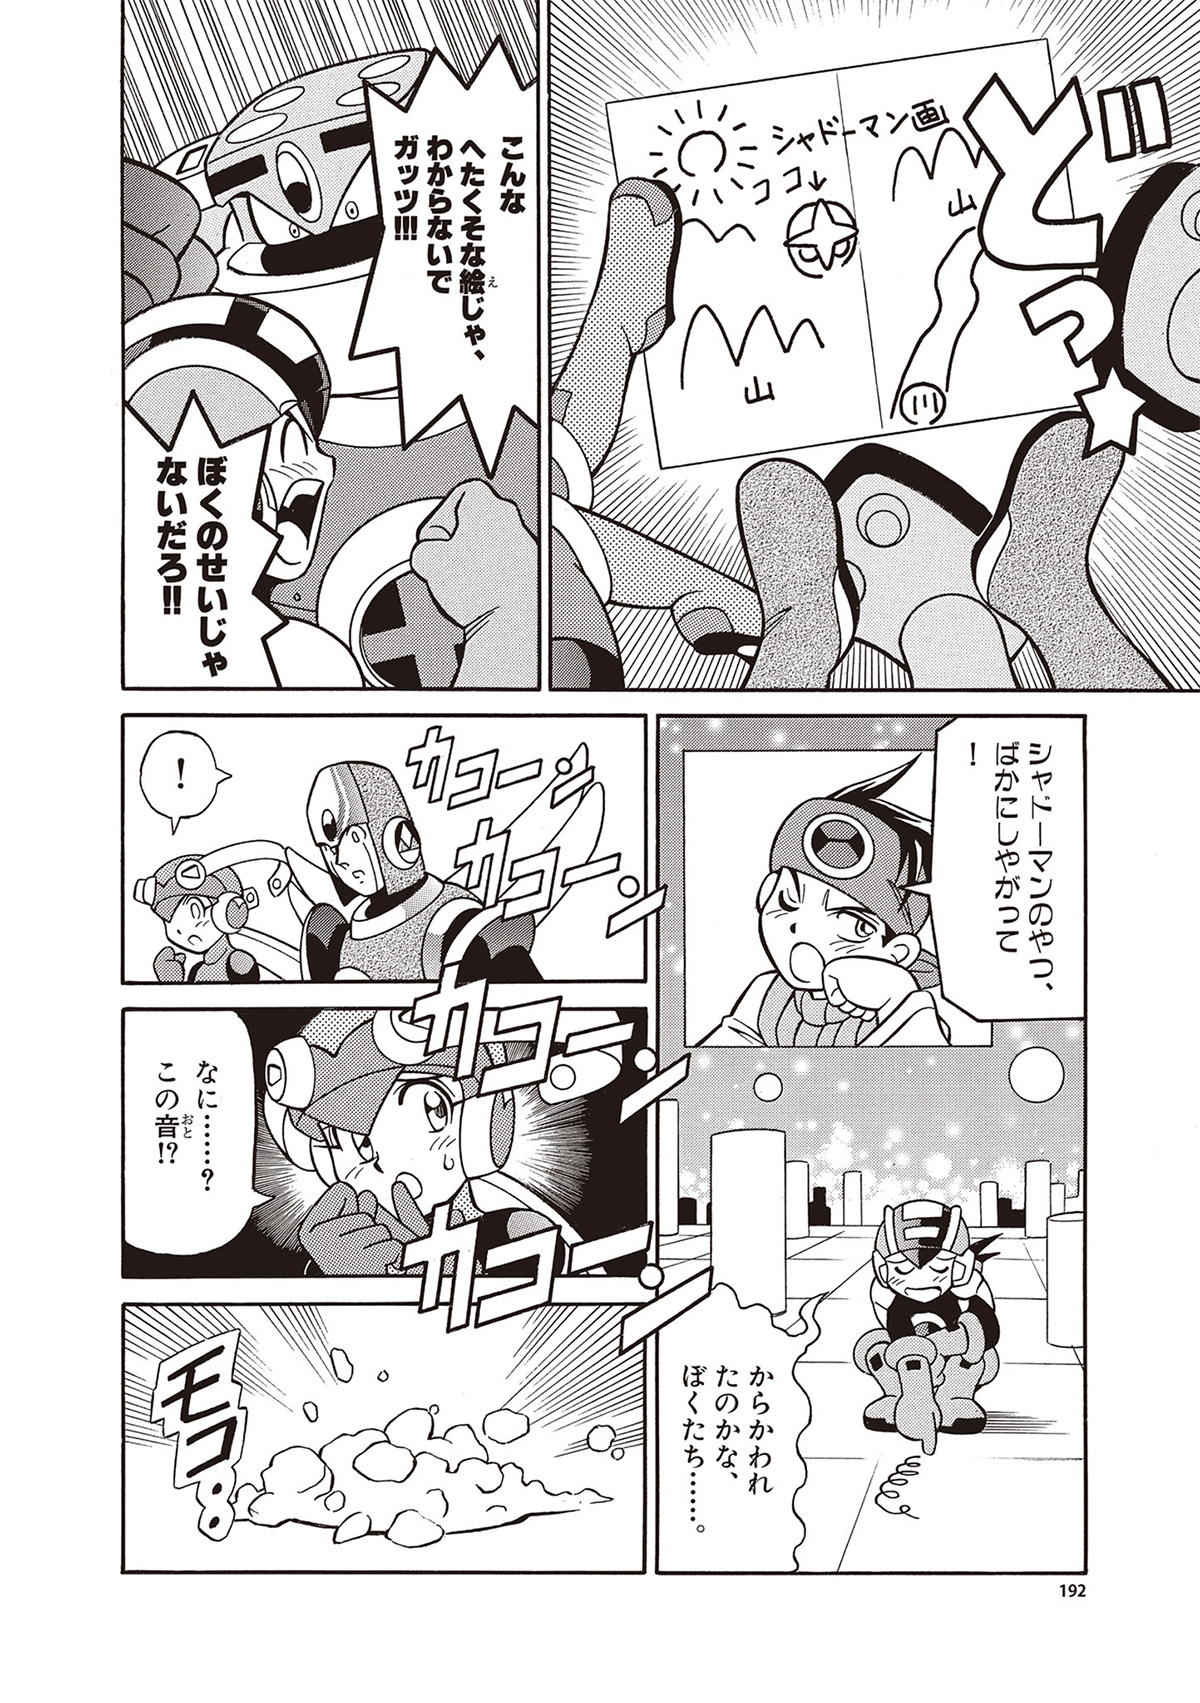 ど
っ
シャドーマン画
ココ↓
山
山
川
こんな
へたくそな絵じゃ、
え
わからないで
ガッツ!!!
ぼくのせいじゃ
ないだろ!!
シャドーマンのやつ、
ばかにしゃがって
!
からかわれ
たのかな、
ぼくたち……。
カコーン
カコーン
カコーン
カコーン
!
なに……?
この音!?
おと
モコ‥
192